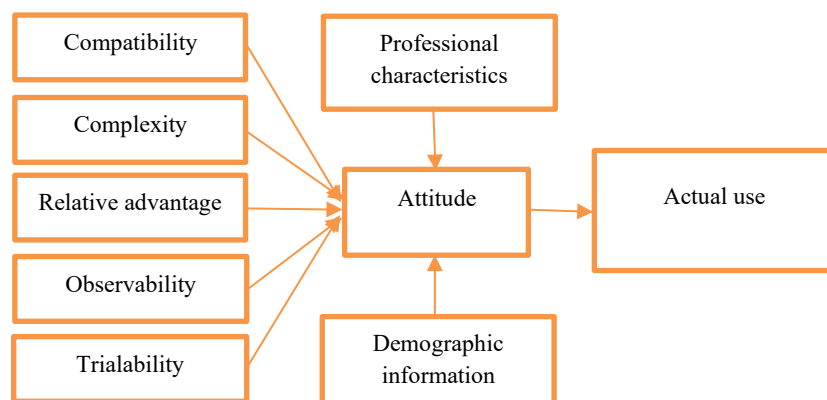 Compatibility
Complexity
Relative advantage
Observability
Trialability
Professional
characteristics
Attitude
Demographic
information
Actual use